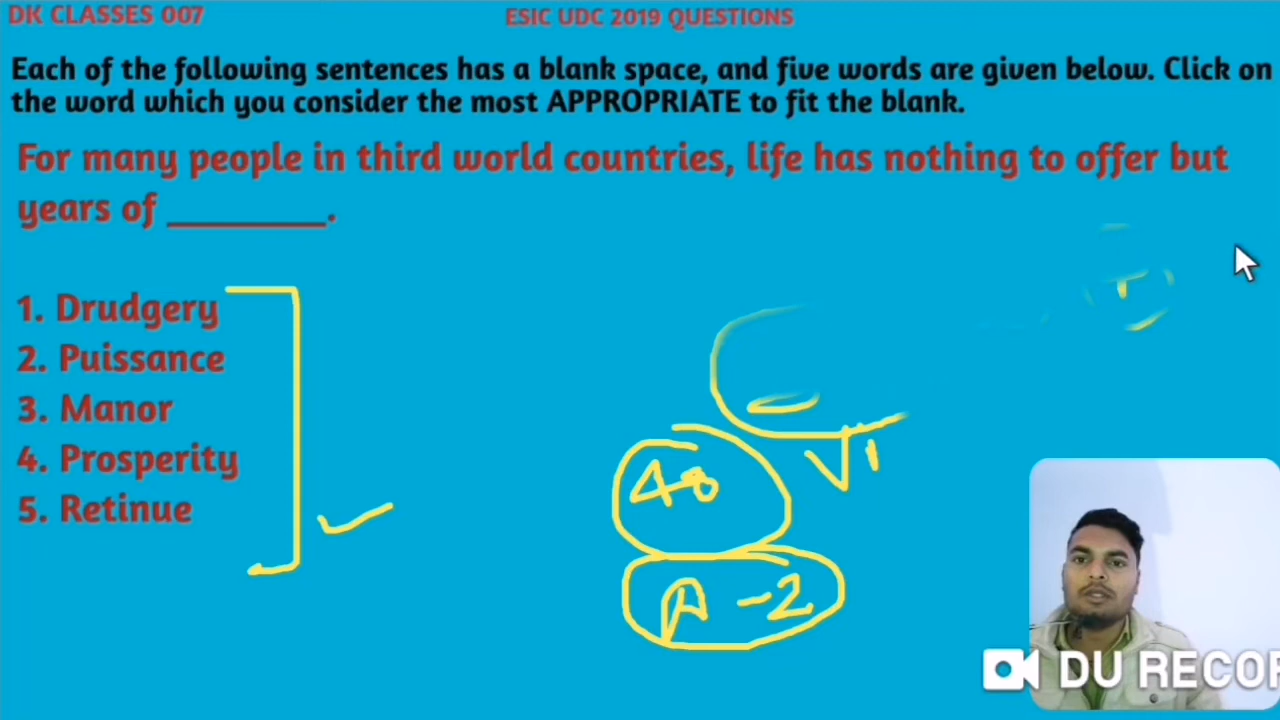 DK CLASSES 007
ESIC UDC 2019 QUESTIONS
Each of the following sentences has a blank space, and five words are given below. Click on
the word which you consider the most APPROPRIATE to fit the blank.
For many people in third world countries, life has nothing to offer but
years of ________.
1. Drudgery
2. Puissance
3. Manor
4. Prosperity
5. Retinue
48
A-2
DU RECOR